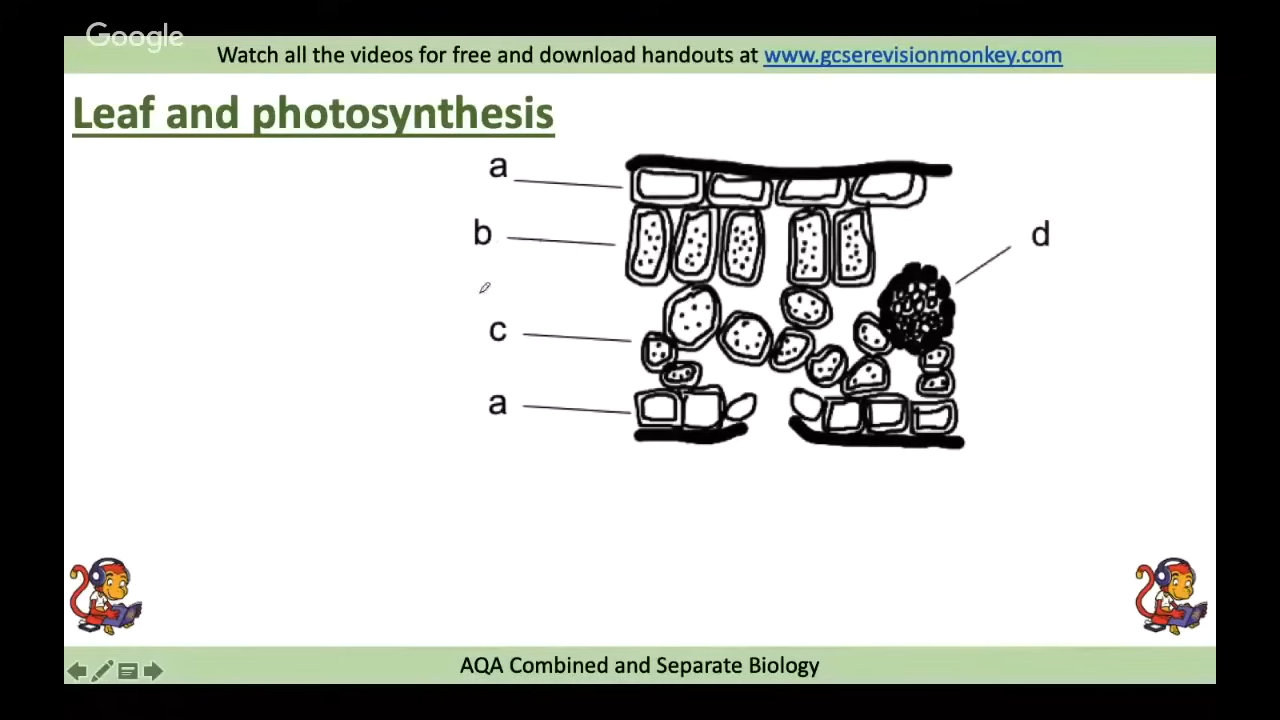 Google
Watch all the videos for free and download handouts at www.gcserevisionmonkey.com
Leaf and photosynthesis
a
b
d
c
a
AQA Combined and Separate Biology